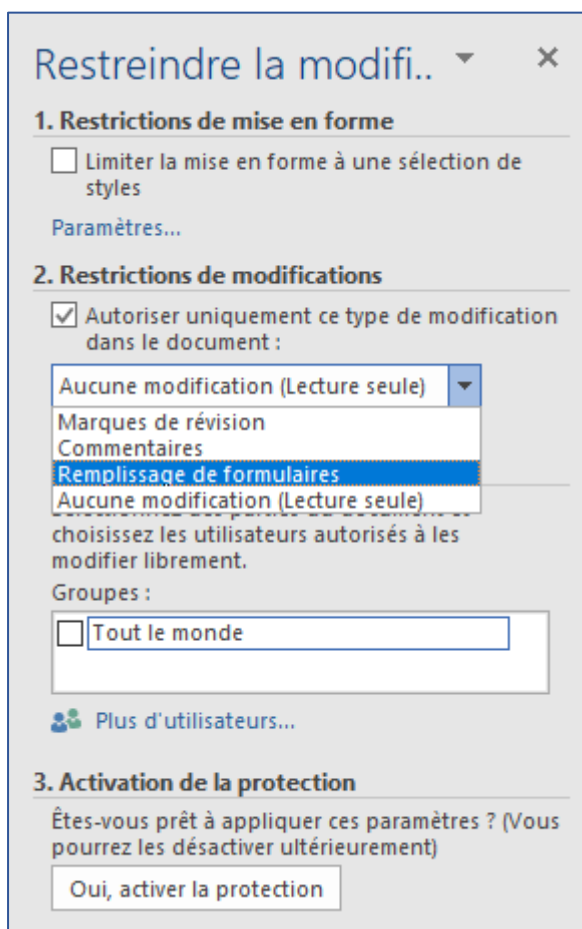 Restreindre la modifi..
1. Restrictions de mise en forme
Limiter la mise en forme à une sélection de
styles
Paramètres...
2. Restrictions de modifications
Autoriser uniquement ce type de modification
dans le document :
Aucune modification (Lecture seule)
Marques de révision
Commentaires
Remplissage de formulaires
Aucune modification (Lecture seule)
choisissez les utilisateurs autorisés à les
modifier librement.
Groupes :
Tout le monde
Plus d'utilisateurs...
3. Activation de la protection
Êtes-vous prêt à appliquer ces paramètres ? (Vous
pourrez les désactiver ultérieurement)
Oui, activer la protection